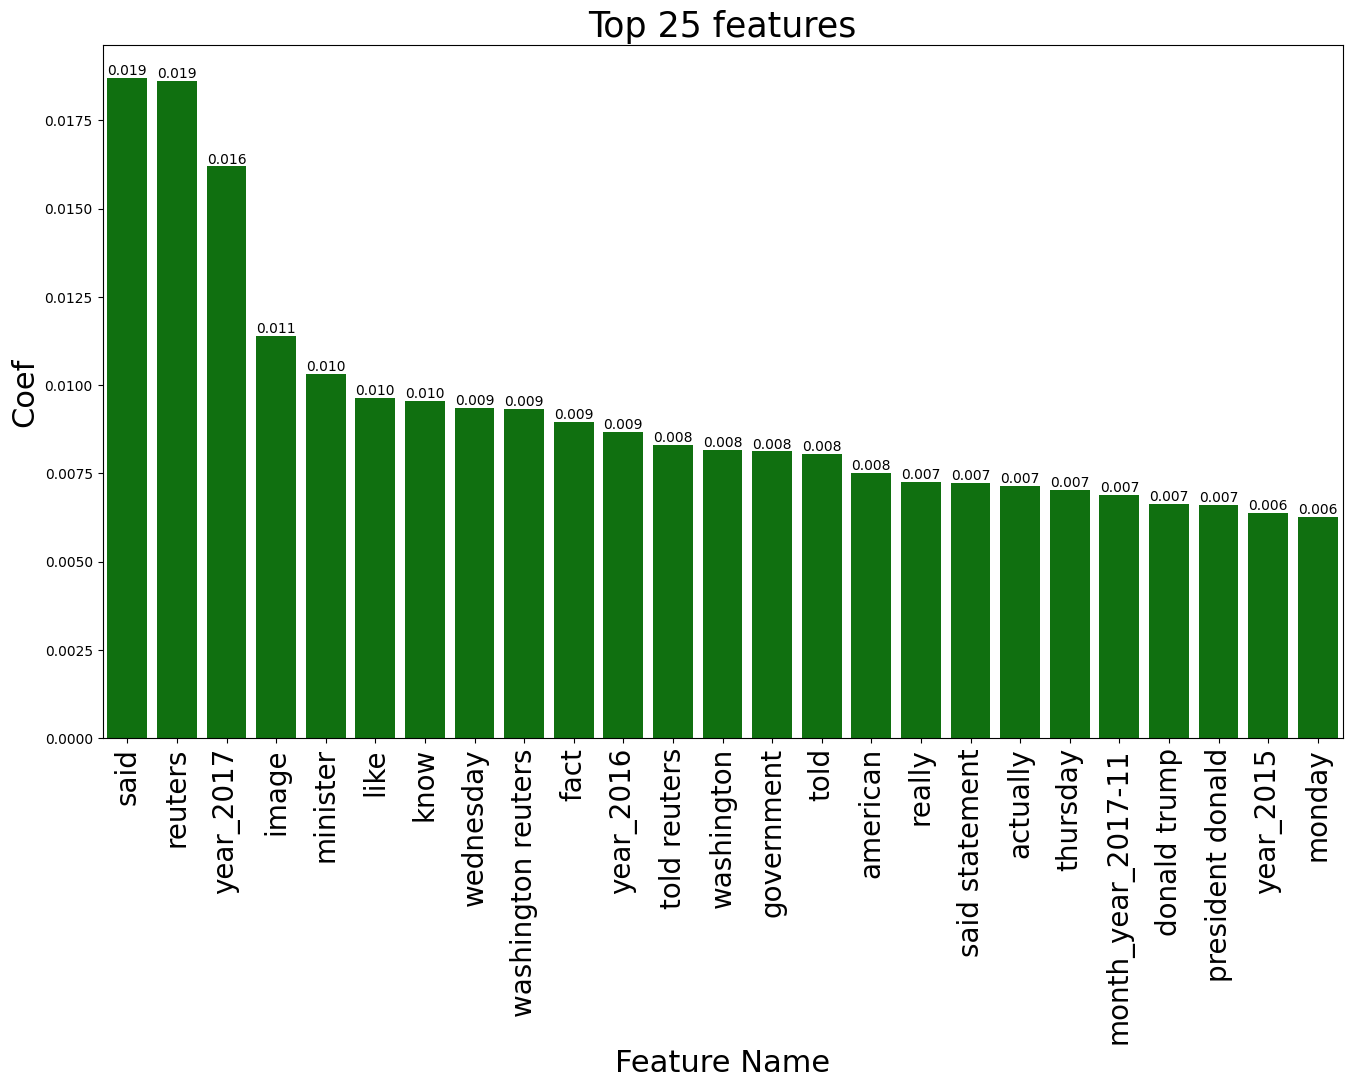 Top 25 features
0.019
0.019
0.016
0.011
0.010
0.010
0.010
0.009
0.009
0.009
0.009
0.008
0.008
0.008
0.008
0.008
0.007
0.007
0.007
0.007
0.007
0.007
0.007
0.006
0.006
0.0175
0.0150
0.0125
0.0100
0.0075
0.0050
0.0025
0.0000
Coef
said
reuters
year_2017
image
minister
like
know
wednesday
washington reuters
fact
year_2016
told reuters
washington
government
told
american
really
said statement
actually
thursday
month_year_2017-11
donald trump
president donald
year_2015
monday
Feature Name